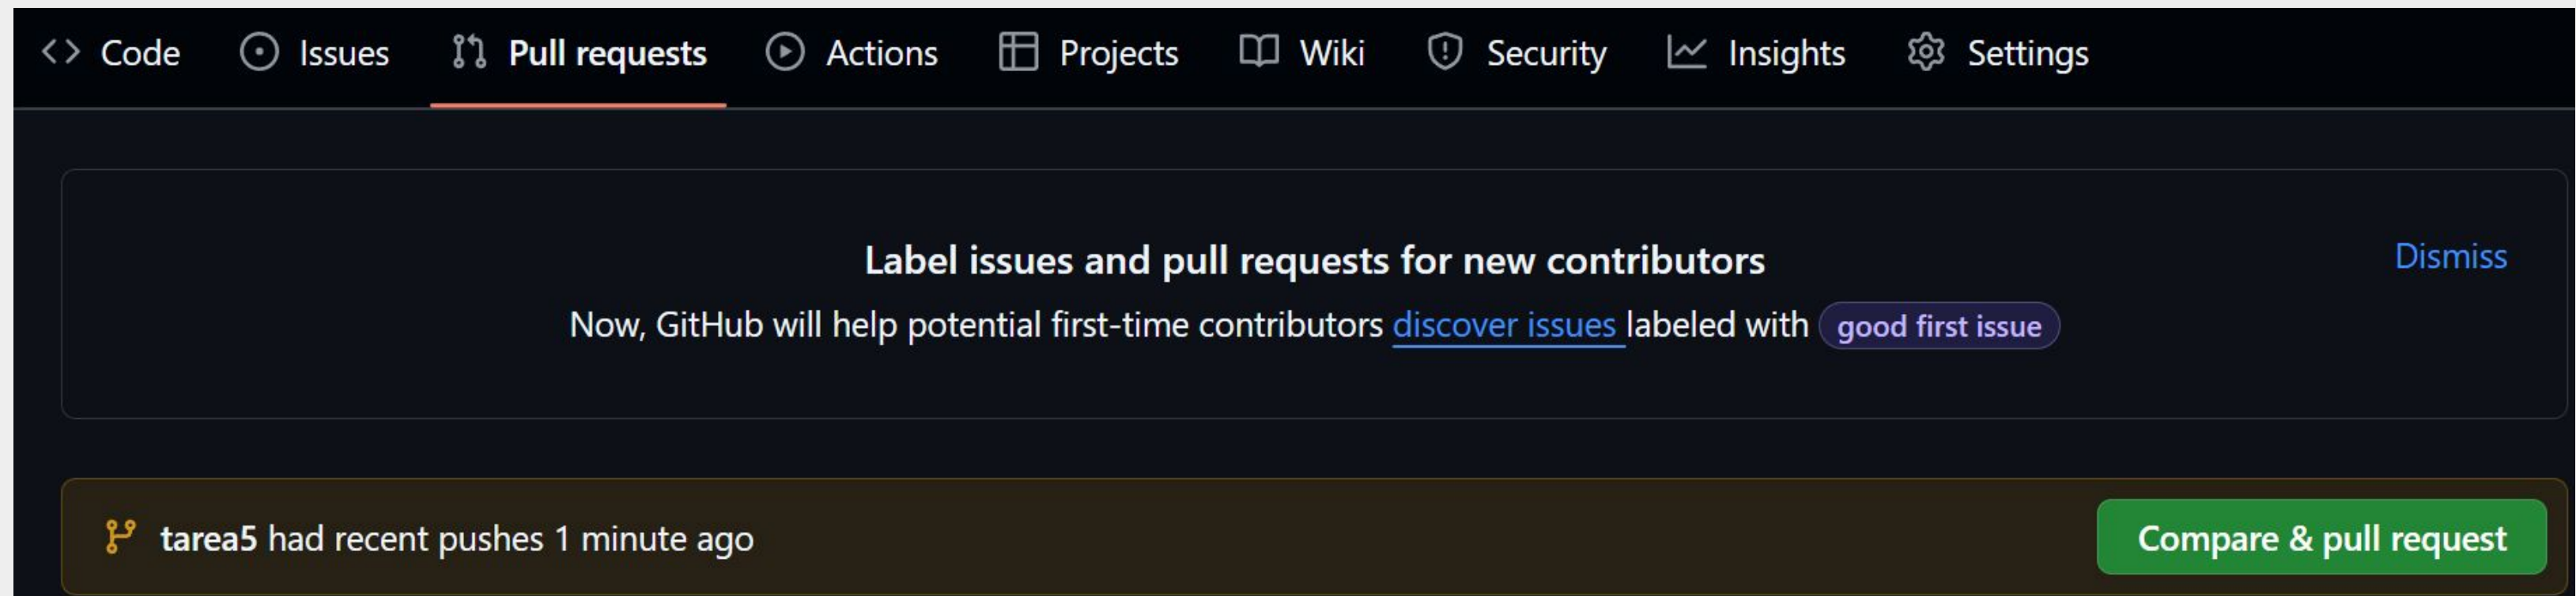 Code Issues Pull requests Actions Projects Wiki Security Insights Settings
Label issues and pull requests for new contributors
Dismiss
Now, GitHub will help potential first-time contributors discover issues labeled with good first issue
tarea5 had recent pushes 1 minute ago
Compare & pull request